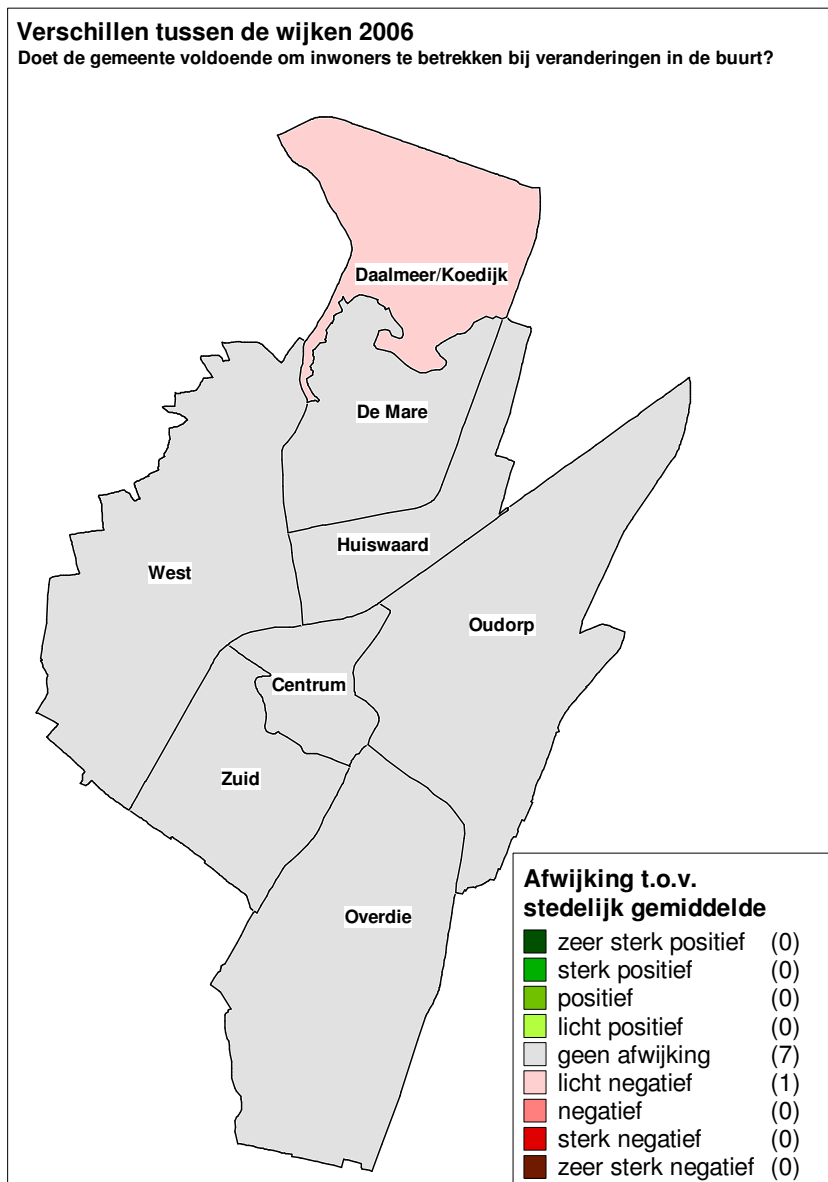 Verschillen tussen de wijken 2006
Doet de gemeente voldoende om inwoners te betrekken bij veranderingen in de buurt?
Daalmeer/Koedijk
De Mare
Huiswaard
West
Oudorp
Centrum
Zuid
Overdie
Afwijking t.o.v.
stedelijk gemiddelde
zeer sterk positief (0)
sterk positief (0)
positief (0)
licht positief (0)
geen afwijking (7)
licht negatief (1)
negatief (0)
sterk negatief (0)
zeer sterk negatief (0)